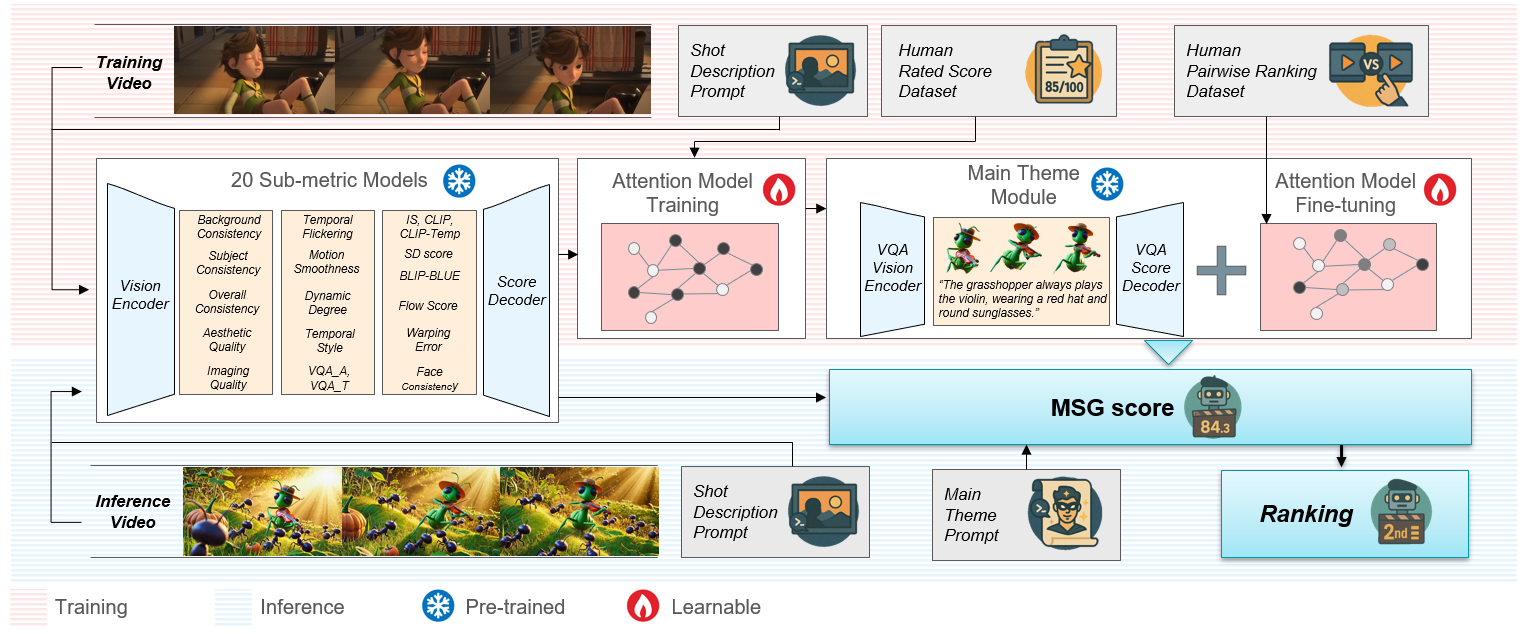 Training
Video
Shot
Description
Prompt
Human
Rated Score
Dataset
85/100
Human
Pairwise Ranking
Dataset
VS
20 Sub-metric Models
Vision
Encoder
Background
Consistency
Subject
Consistency
Overall
Consistency
Aesthetic
Quality
Imaging
Quality
Temporal
Flickering
Motion
Smoothness
Dynamic
Degree
Temporal
Style
VQA_A,
VQA_T
IS, CLIP,
CLIP-Temp
SD score
BLIP-BLUE
Flow Score
Warping
Error
Face
Consistency
Score
Decoder
Attention Model
Training
Main Theme
Module
VQA
Vision
Encoder
“The grasshopper always plays
the violin, wearing a red hat and
round sunglasses.”
VQA
Score
Decoder
Attention Model
Fine-tuning
MSG score
84.3
Inference
Video
Shot
Description
Prompt
Main
Theme
Prompt
Ranking
2nd
Training
Inference
Pre-trained
Learnable